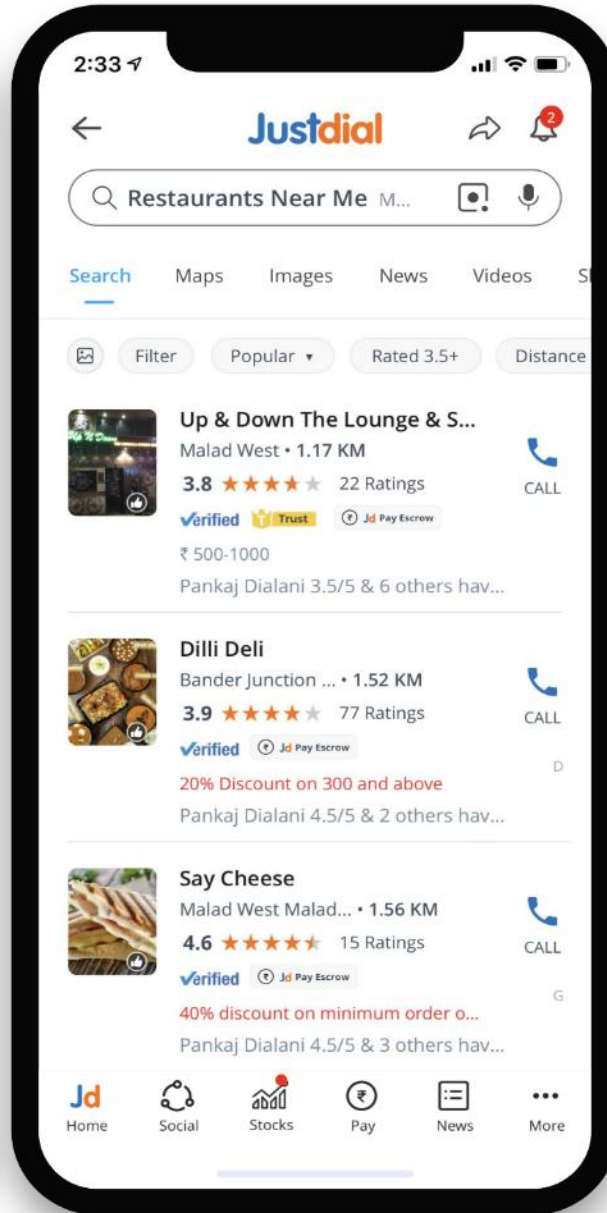 2:33
Justdial
2
Restaurants Near Me M...
Search Maps Images News Videos
Filter Popular Rated 3.5+ Distance
Up & Down The Lounge & S...
Malad West • 1.17 KM
3.8 22 Ratings
CALL
Verified T Trust ₹ Jd Pay Escrow
₹ 500-1000
Pankaj Dialani 3.5/5 & 6 others hav...
Dilli Deli
Bander Junction ... • 1.52 KM
3.9 77 Ratings
CALL
Verified ₹ Jd Pay Escrow
D
20% Discount on 300 and above
Pankaj Dialani 4.5/5 & 2 others hav...
Say Cheese
Malad West Malad... • 1.56 KM
4.6 15 Ratings
CALL
Verified ₹ Jd Pay Escrow
G
40% discount on minimum order o...
Pankaj Dialani 4.5/5 & 3 others hav...
Jd ₹
Home Social Stocks Pay News More